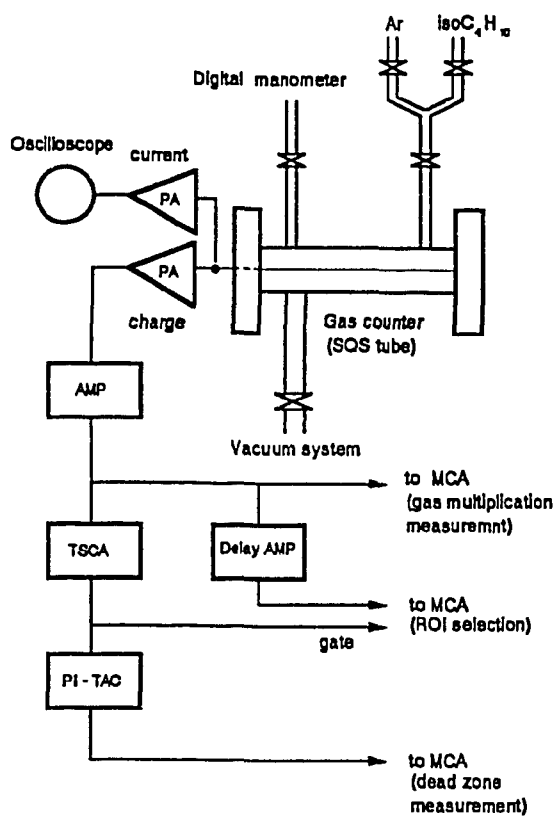 Ar
isoC4H10
Digital manometer
Oscilloscope
current
PA
PA
charge
Gas counter
(SQS tube)
AMP
Vacuum system
to MCA
(gas multiplication
measuremnt)
TSCA
Delay AMP
to MCA
(ROI selection)
gate
PI - TAC
to MCA
(dead zone
measurement)